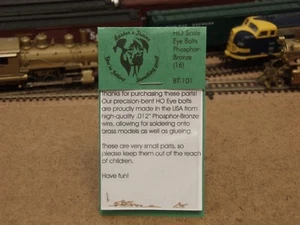 HO Scale
Eye Bolts
Phosphor-
Bronze
(16)
BT-101
Thanks for purchasing these parts!
Our precision-bent HO Eye bolts
are proudly made in the USA from
high-quality .012" Phosphor-Bronze
wire, allowing for soldering onto
brass models as well as glueing.
These are very small parts, so
please keep them out of the reach
of children.
Have fun!